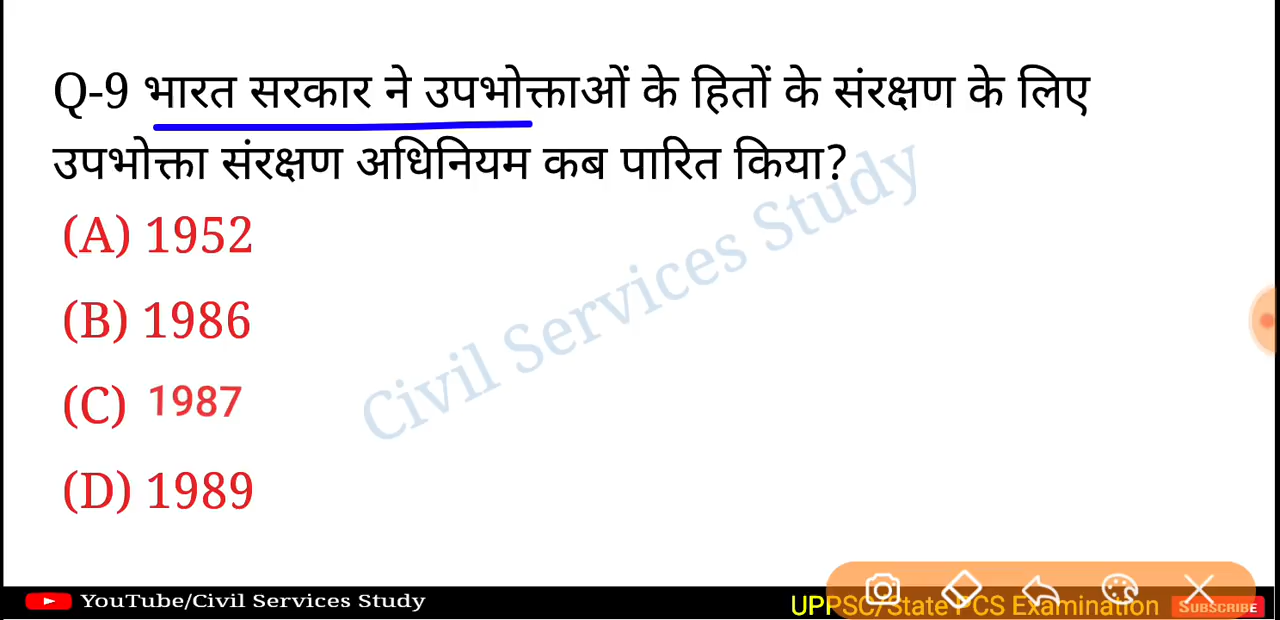 Q-9 भारत सरकार ने उपभोक्ताओं के हितों के संरक्षण के लिए
उपभोक्ता संरक्षण अधिनियम कब पारित किया?
(A) 1952
(B) 1986
(C) 1987
(D) 1989
Civil Services Study
YouTube/Civil Services Study
UPPSC/State PCS Examination
SUBSCRIBE